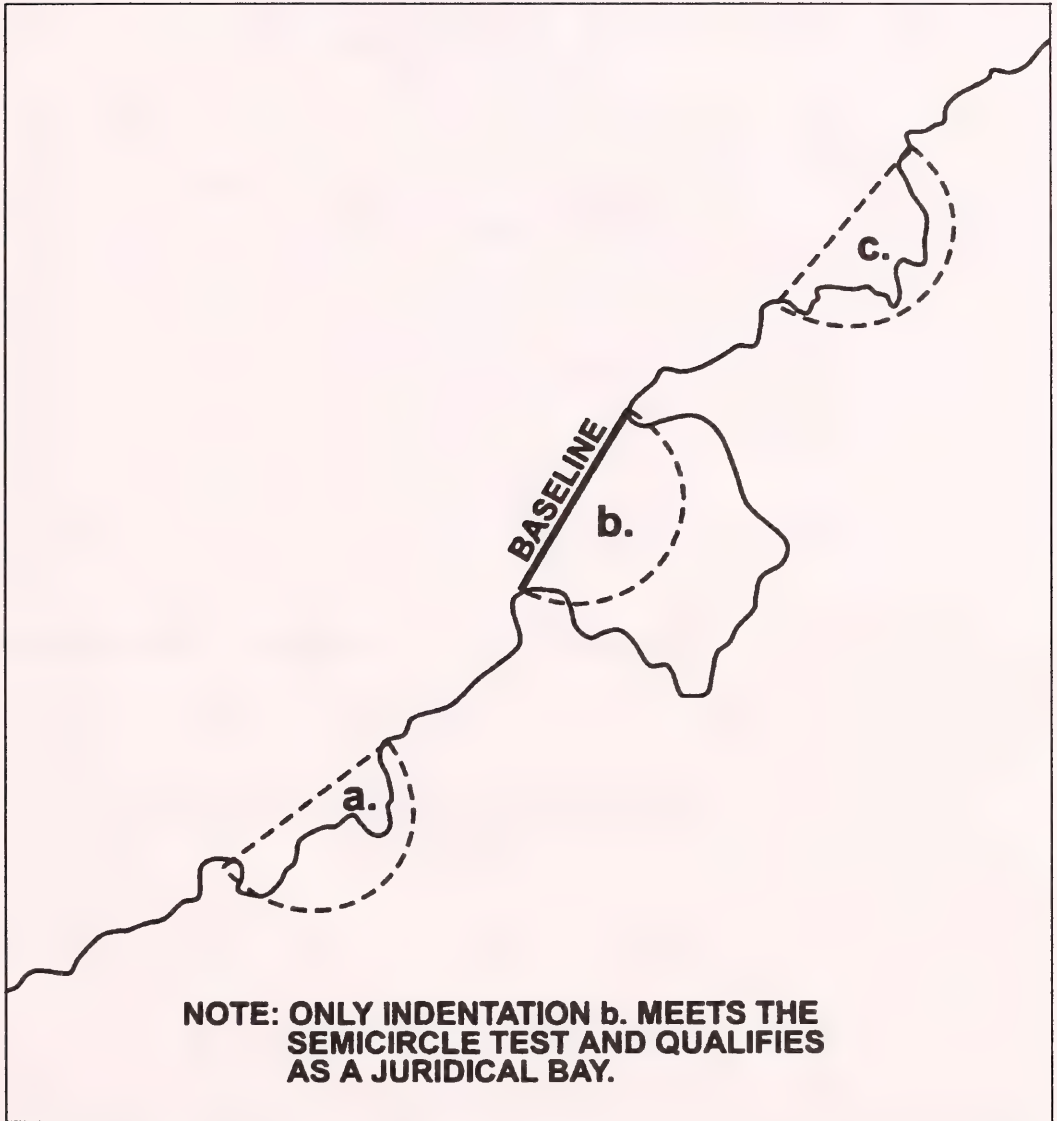 c.
BASELINE
b.
a.
NOTE: ONLY INDENTATION b. MEETS THE
SEMICIRCLE TEST AND QUALIFIES
AS A JURIDICAL BAY.